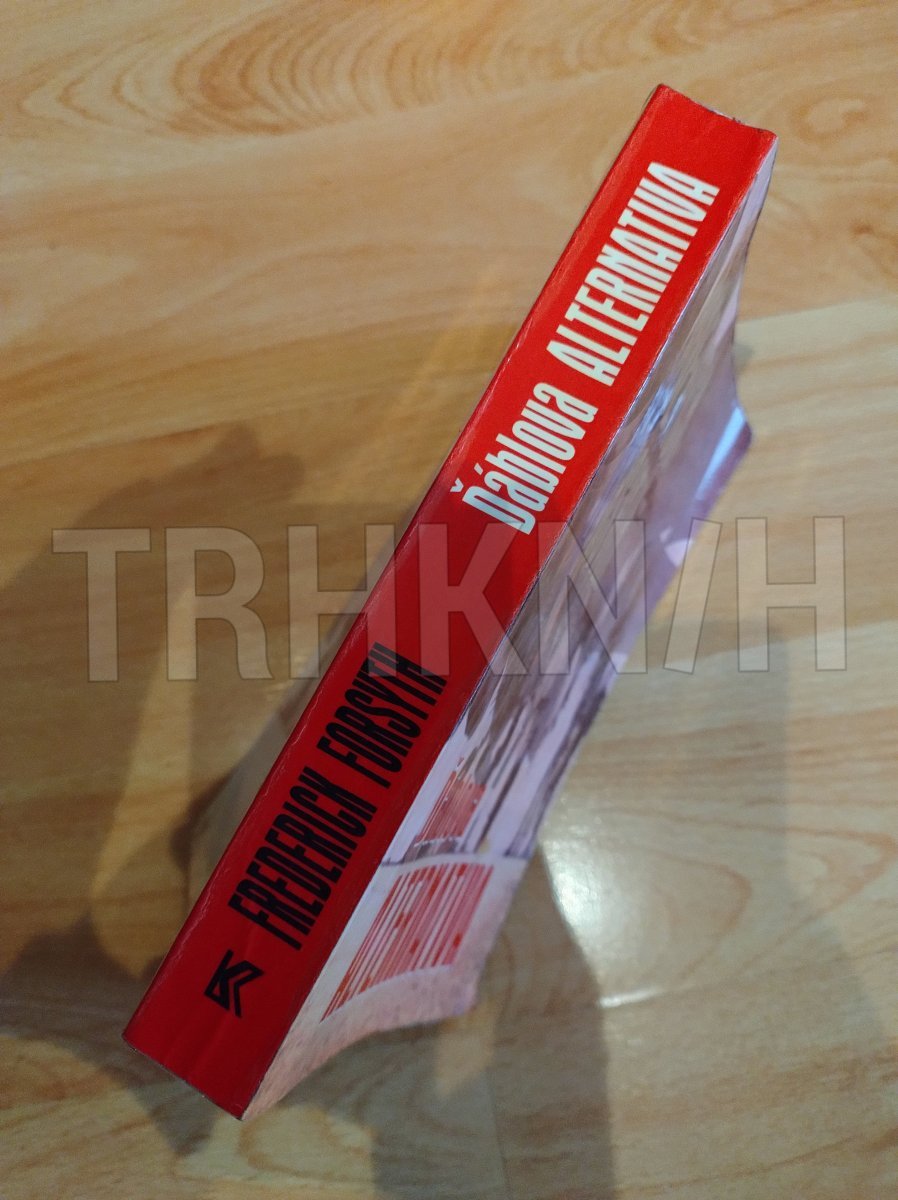 FREDERICK FORSYTH
Ďáblova ALTERNATIVA
TRHKNIH